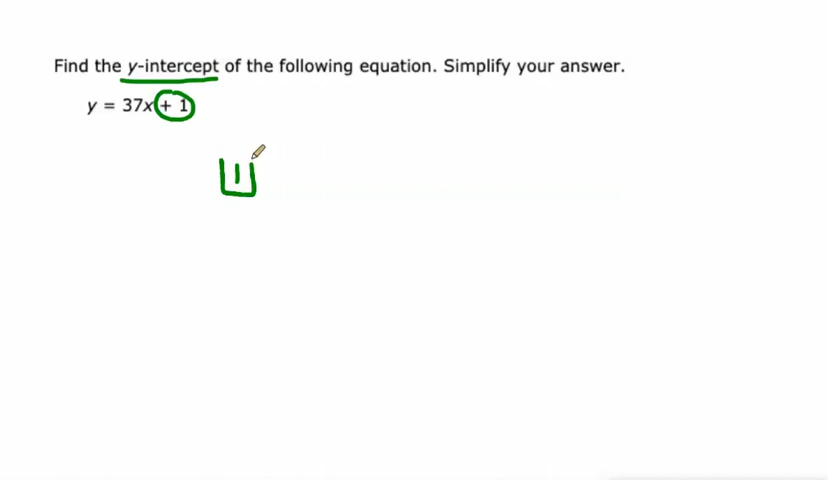 Find the y-intercept of the following equation. Simplify your answer.
y = 37x + 1
1